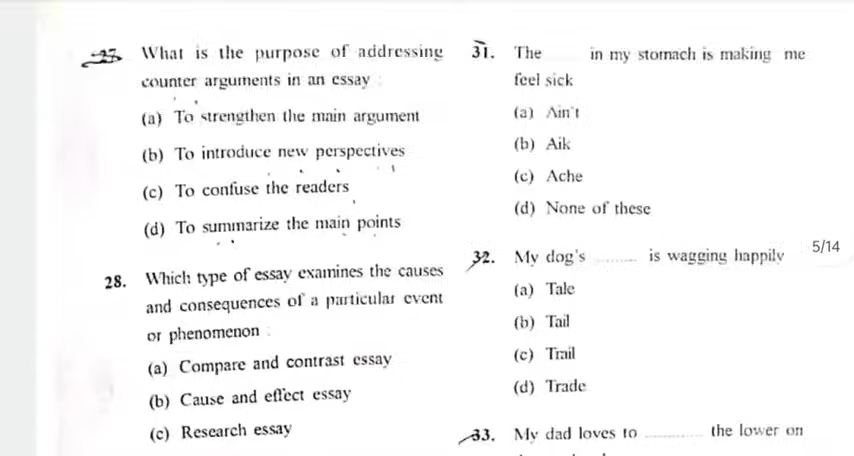 27. What is the purpose of addressing
counter arguments in an essay :
(a) To strengthen the main argument
(b) To introduce new perspectives
(c) To confuse the readers
(d) To summarize the main points
28. Which type of essay examines the causes
and consequences of a particular event
or phenomenon :
(a) Compare and contrast essay
(b) Cause and effect essay
(c) Research essay
31. The in my stomach is making me
feel sick
(a) Ain't
(b) Aik
(c) Ache
(d) None of these
32. My dog's ......... is wagging happily
(a) Tale
(b) Tail
(c) Trail
(d) Trade
33. My dad loves to ............ the lower on
5/14